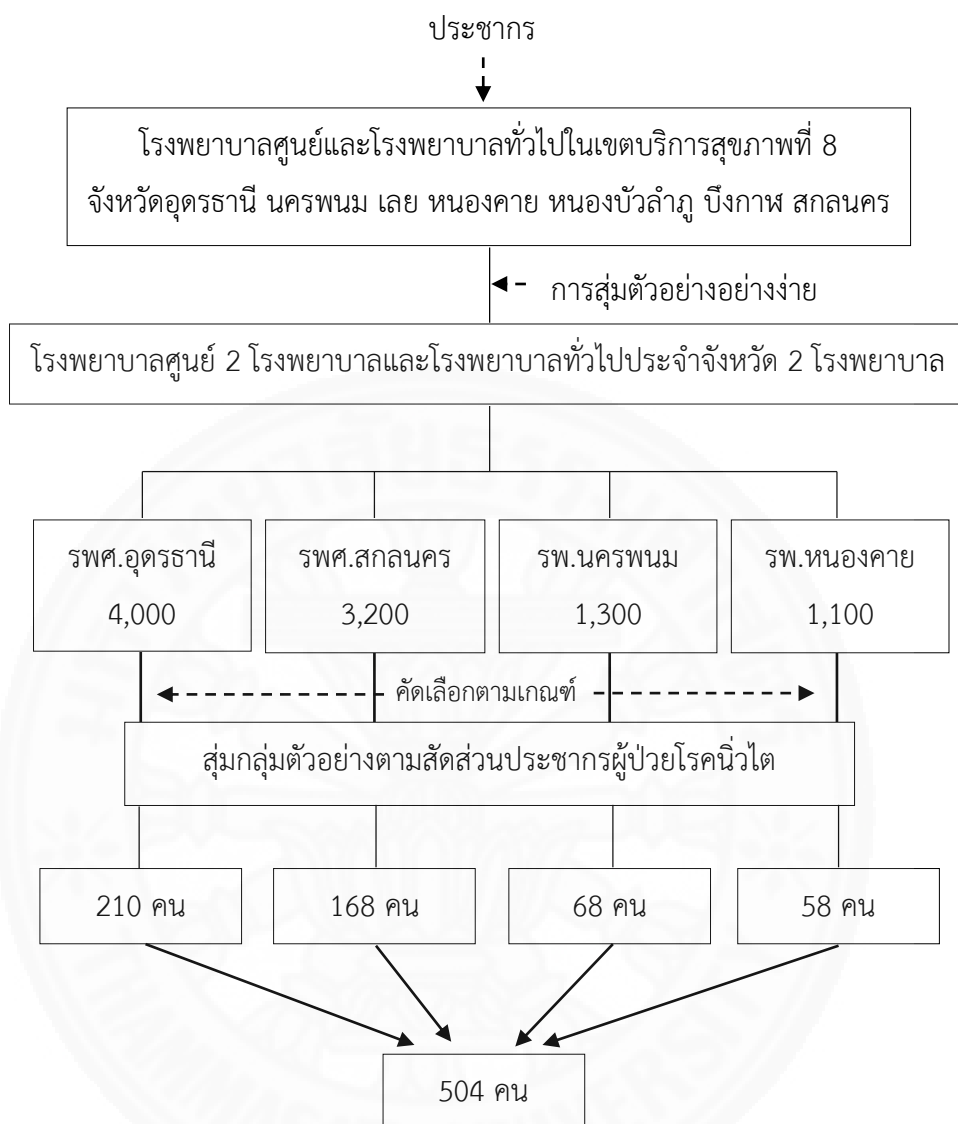 ประชากร
โรงพยาบาลศูนย์และโรงพยาบาลทั่วไปในเขตบริการสุขภาพที่ 8
จังหวัดอุดรธานี นครพนม เลย หนองคาย หนองบัวลำภู บึงกาฬ สกลนคร
การสุ่มตัวอย่างอย่างง่าย
โรงพยาบาลศูนย์ 2 โรงพยาบาลและโรงพยาบาลทั่วไปประจำจังหวัด 2 โรงพยาบาล
รพศ.อุดรธานี
4,000
รพศ.สกลนคร
3,200
รพ.นครพนม
1,300
รพ.หนองคาย
1,100
คัดเลือกตามเกณฑ์
สุ่มกลุ่มตัวอย่างตามสัดส่วนประชากรผู้ป่วยโรคนิ่วไต
210 คน
168 คน
68 คน
58 คน
504 คน